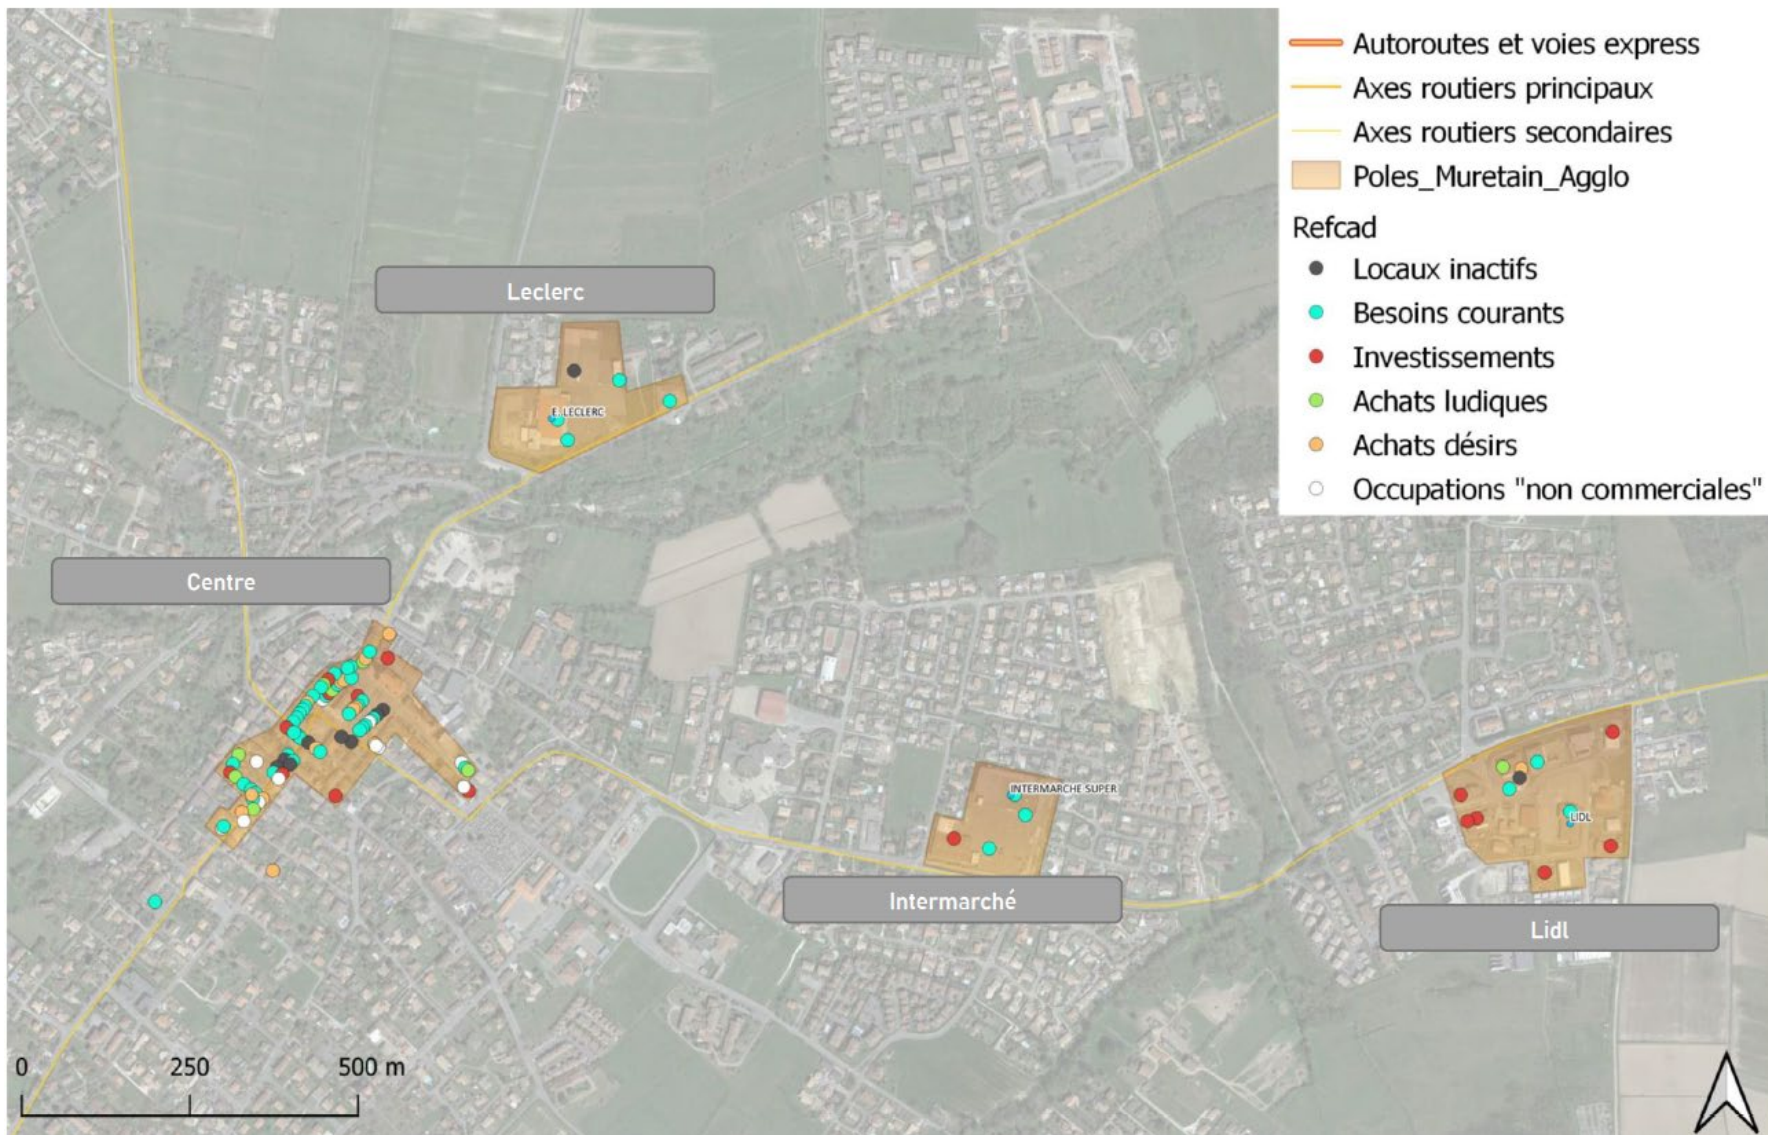 Autoroutes et voies express
Axes routiers principaux
Axes routiers secondaires
Poles_Muretain_Agglo
Refcad
Locaux inactifs
Besoins courants
Investissements
Achats ludiques
Achats désirs
Occupations "non commerciales"
Leclerc
E. LECLERC
Centre
INTERMARCHE SUPER
Intermarché
LIDL
Lidl
0 250 500 m